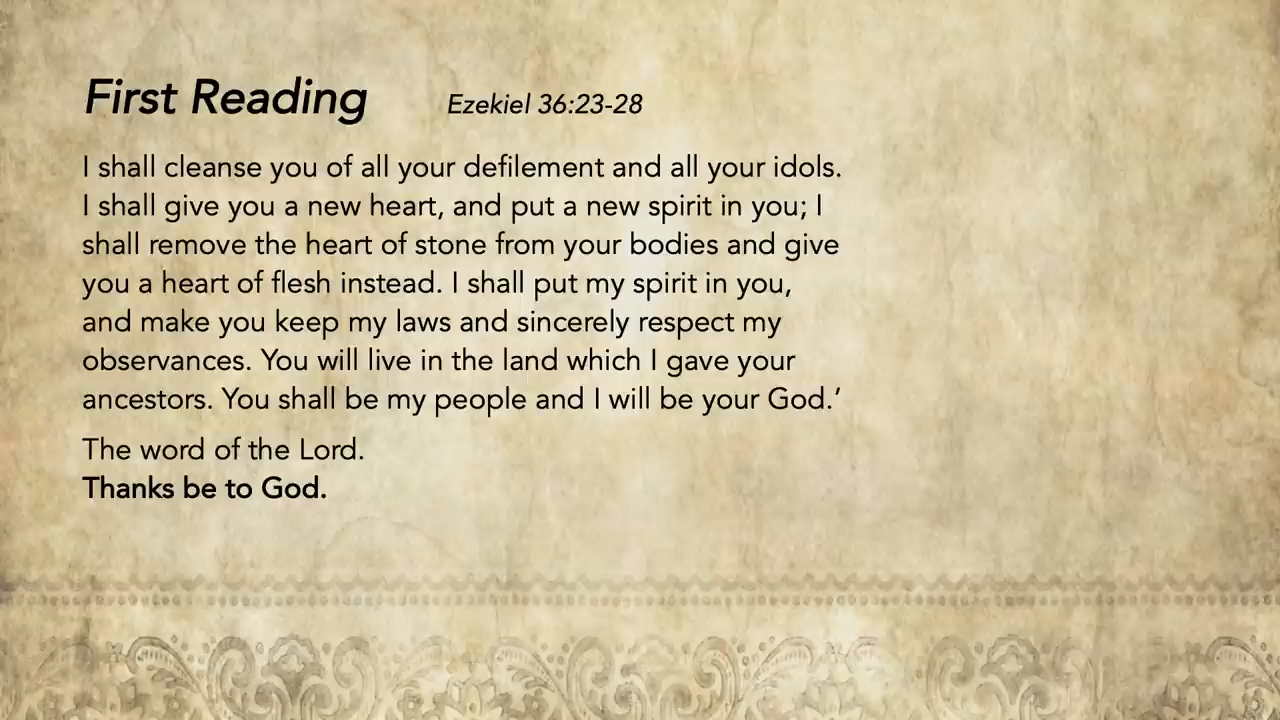 First Reading Ezekiel 36:23-28
I shall cleanse you of all your defilement and all your idols.
I shall give you a new heart, and put a new spirit in you; I
shall remove the heart of stone from your bodies and give
you a heart of flesh instead. I shall put my spirit in you,
and make you keep my laws and sincerely respect my
observances. You will live in the land which I gave your
ancestors. You shall be my people and I will be your God.’
The word of the Lord.
Thanks be to God.